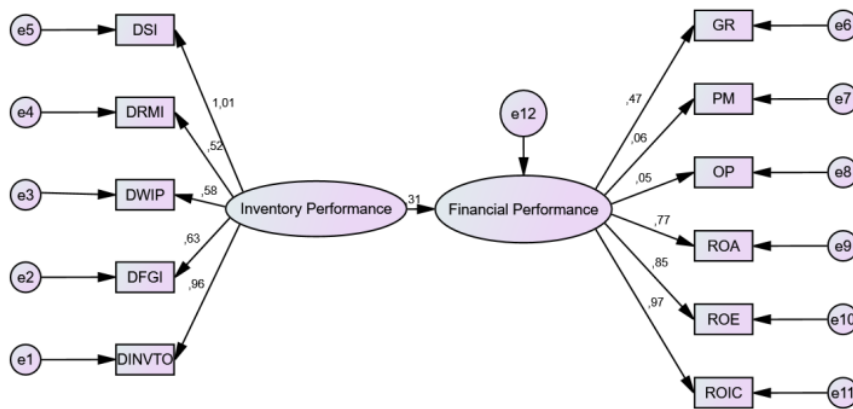 e5
DSI
1,01
e4
DRMI
,52
e3
DWIP
,58
e2
DFGI
,63
e1
DINVTO
,96
Inventory Performance
,31
e12
Financial Performance
GR
e6
,47
PM
e7
,06
OP
e8
,05
ROA
e9
,77
ROE
e10
,85
ROIC
e11
,97